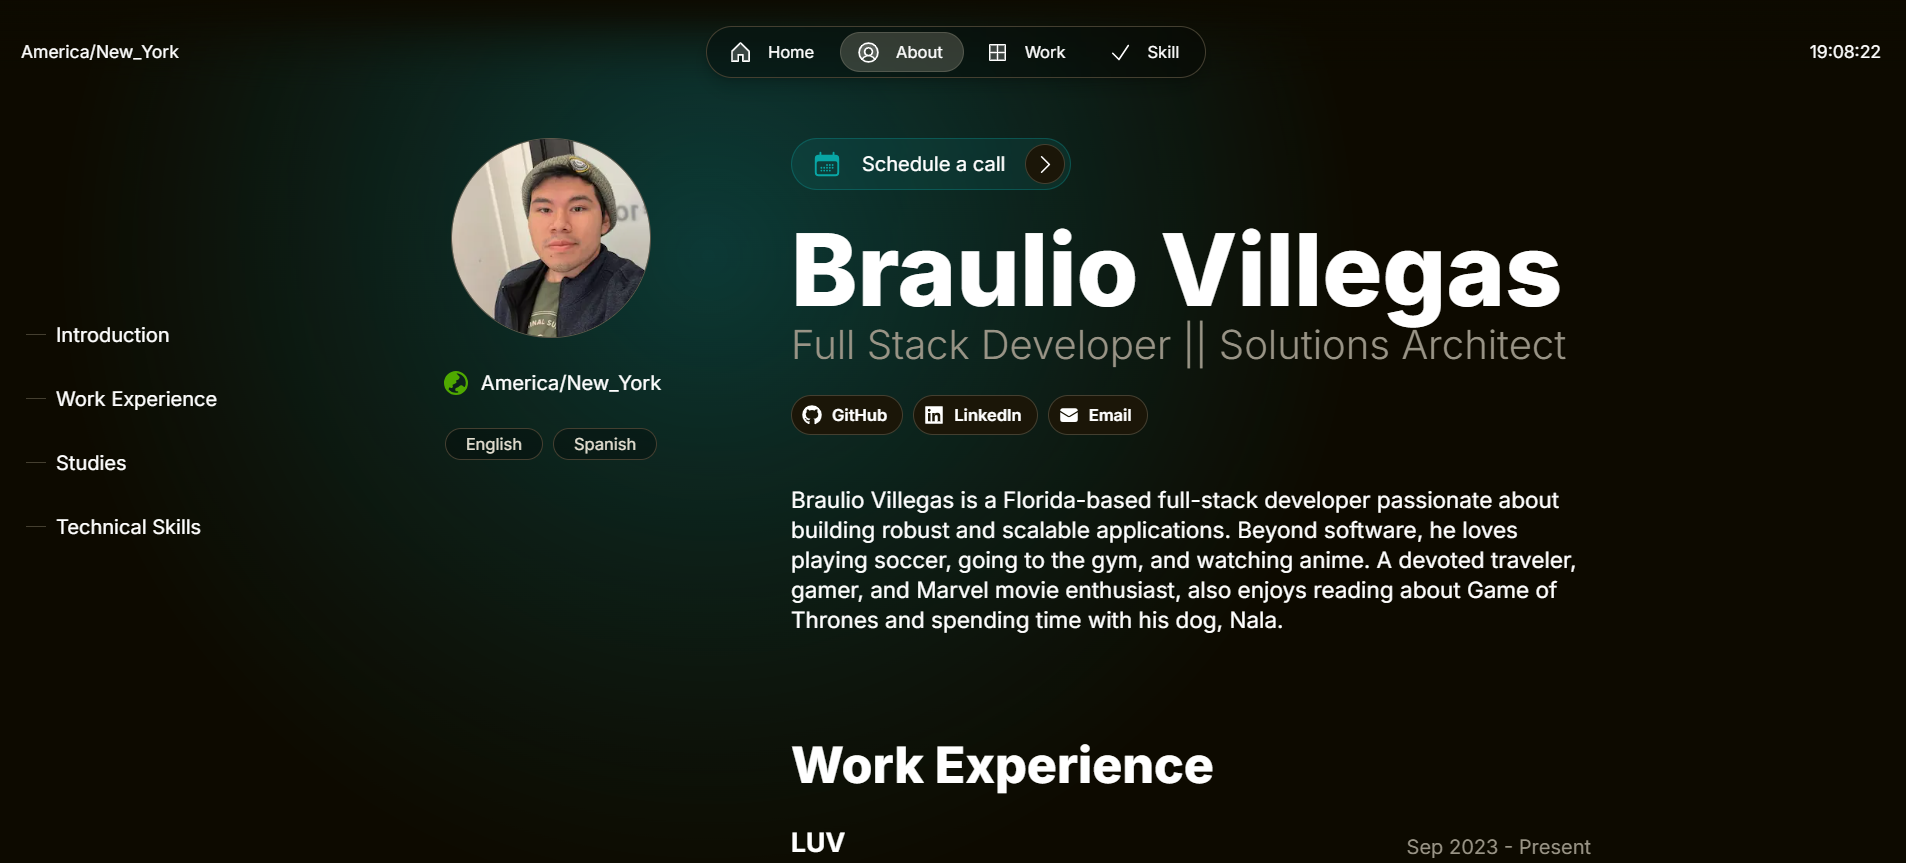 America/New_York
Home
About
Work
Skill
19:08:22
Introduction
Work Experience
Studies
Technical Skills
America/New_York
English
Spanish
Schedule a call
Braulio Villegas
Full Stack Developer || Solutions Architect
GitHub
LinkedIn
Email
Braulio Villegas is a Florida-based full-stack developer passionate about
building robust and scalable applications. Beyond software, he loves
playing soccer, going to the gym, and watching anime. A devoted traveler,
gamer, and Marvel movie enthusiast, also enjoys reading about Game of
Thrones and spending time with his dog, Nala.
Work Experience
LUV
Sep 2023 - Present